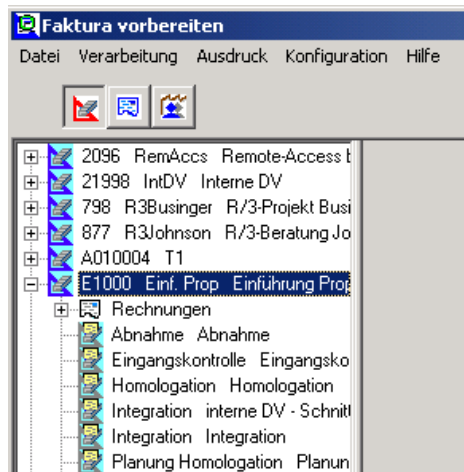 Faktura vorbereiten
Datei Verarbeitung Ausdruck Konfiguration Hilfe
2096 RemAccs Remote-Access
21998 IntDV Interne DV
798 R3Businger R/3-Projekt Busi
877 R3Johnson R/3-Beratung Jo
A010004 T1
E1000 Einf. Prop Einführung Prop
Rechnungen
Abnahme Abnahme
Eingangskontrolle Eingangsko
Homologation Homologation
Integration interne DV - Schnitt
Integration Integration
Planung Homologation Planun